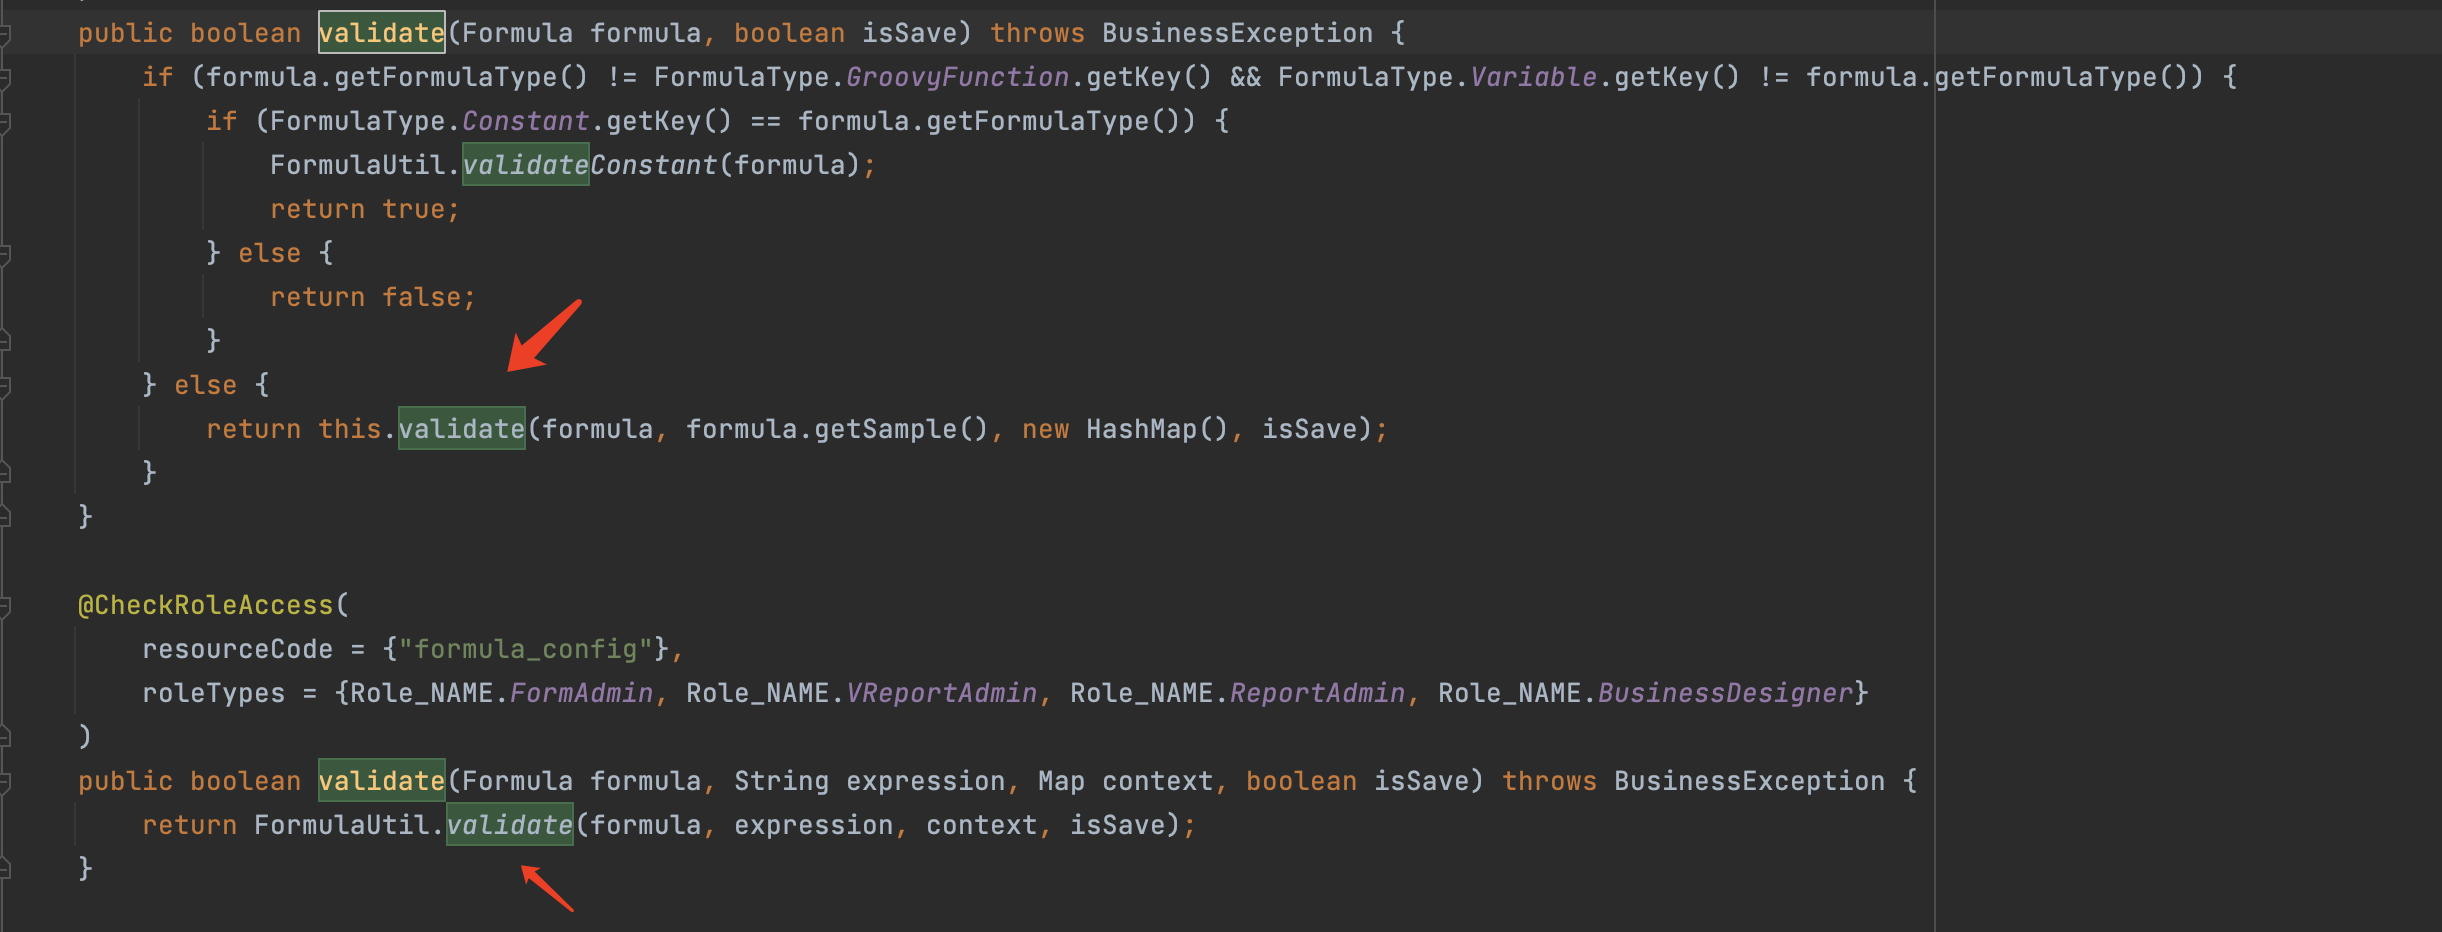 public boolean validate(Formula formula, boolean isSave) throws BusinessException {
if (formula.getFormulaType() != FormulaType.GroovyFunction.getKey() && FormulaType.Variable.getKey() != formula.getFormulaType()) {
if (FormulaType.Constant.getKey() == formula.getFormulaType()) {
FormulaUtil.validateConstant(formula);
return true;
} else {
return false;
}
} else {
return this.validate(formula, formula.getSample(), new HashMap(), isSave);
}
}
@CheckRoleAccess(
resourceCode = {"formula_config"},
roleTypes = {Role_NAME.FormAdmin, Role_NAME.VReportAdmin, Role_NAME.ReportAdmin, Role_NAME.BusinessDesigner}
)
public boolean validate(Formula formula, String expression, Map context, boolean isSave) throws BusinessException {
return FormulaUtil.validate(formula, expression, context, isSave);
}